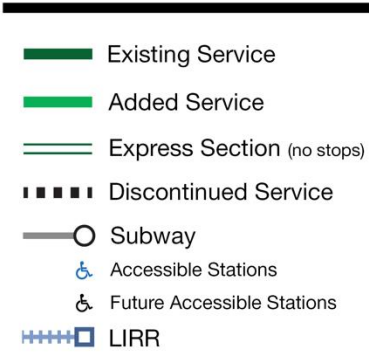 Existing Service
Added Service
Express Section (no stops)
Discontinued Service
Subway
Accessible Stations
Future Accessible Stations
LIRR